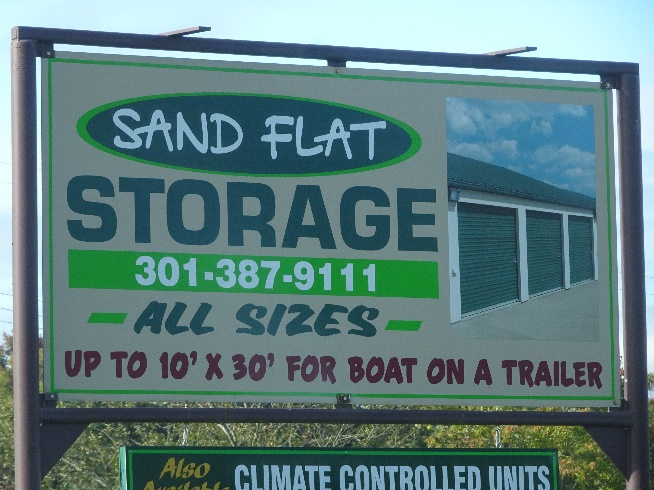 SAND FLAT
STORAGE
301-387-9111
- ALL SIZES -
UP TO 10' X 30' FOR BOAT ON A TRAILER
Also
Available
CLIMATE CONTROLLED UNITS